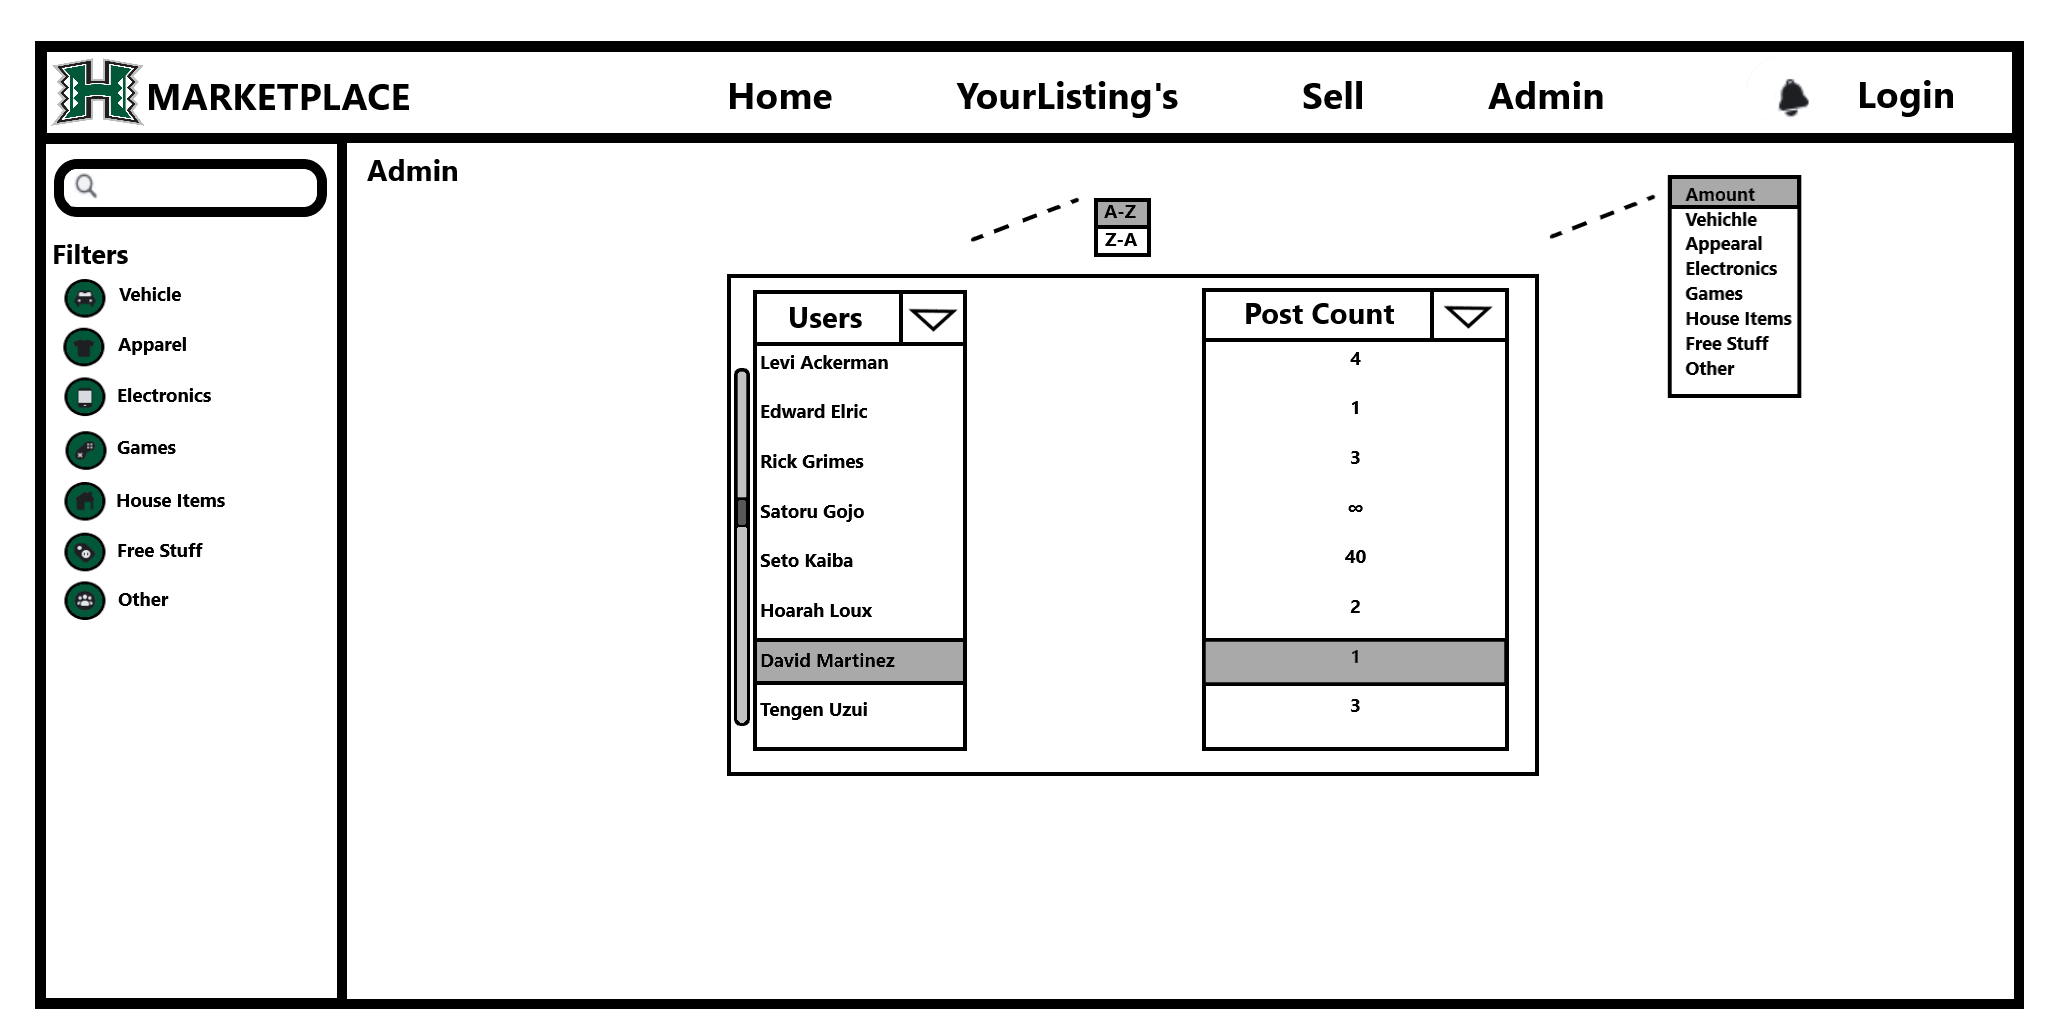 H MARKETPLACE Home YourListing's Sell Admin Login
Admin
Filters
Vehicle
Apparel
Electronics
Games
House Items
Free Stuff
Other
A-Z
Z-A
Amount
Vehichle
Appearal
Electronics
Games
House Items
Free Stuff
Other
Users Post Count
Levi Ackerman 4
Edward Elric 1
Rick Grimes 3
Satoru Gojo ∞
Seto Kaiba 40
Hoarah Loux 2
David Martinez 1
Tengen Uzui 3